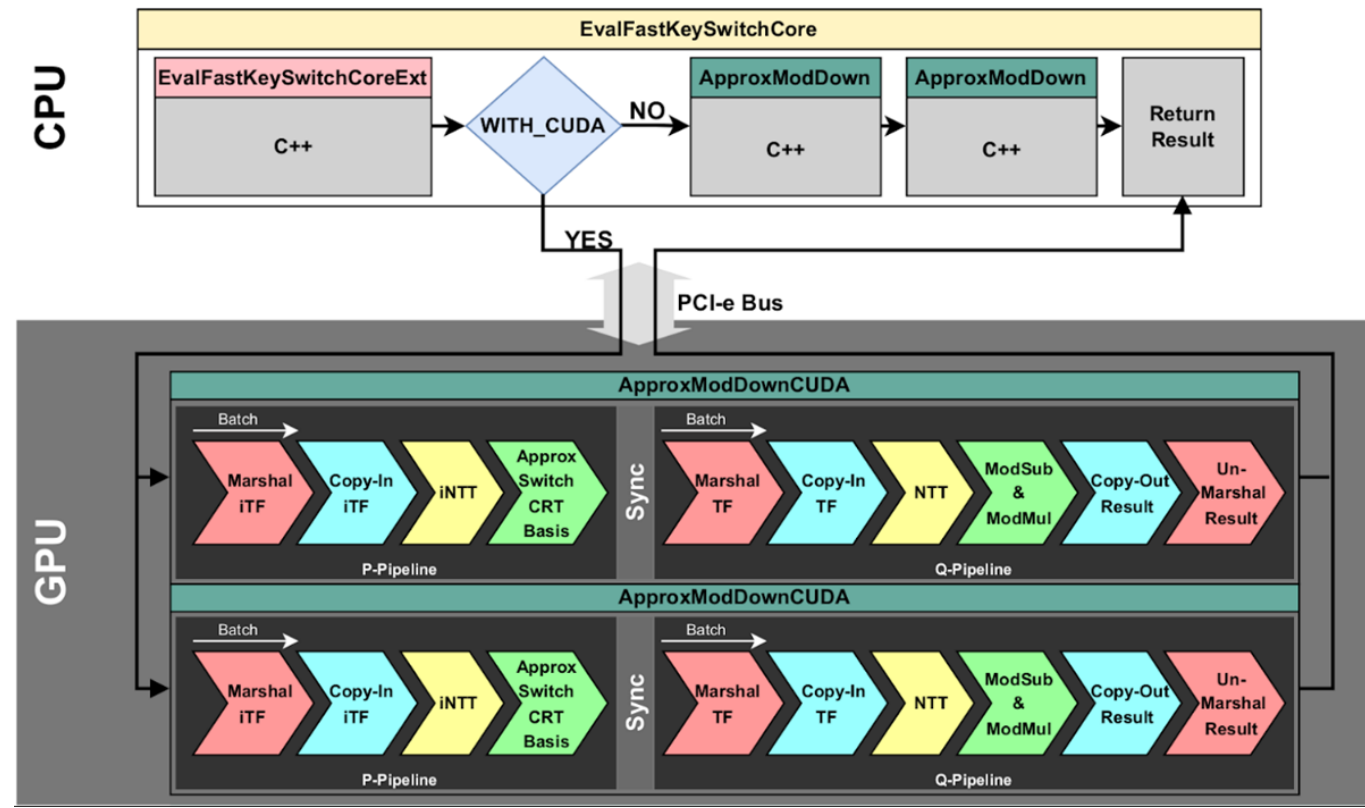 CPU
EvalFastKeySwitchCore
EvalFastKeySwitchCoreExt
C++
WITH_CUDA
NO
YES
ApproxModDown
C++
ApproxModDown
C++
Return
Result
PCI-e Bus
GPU
ApproxModDownCUDA
Batch
Marshal
iTF
Copy-In
iTF
iNTT
Approx
Switch
CRT
Basis
P-Pipeline
Sync
Batch
Marshal
TF
Copy-In
TF
NTT
ModSub
&
ModMul
Copy-Out
Result
Un-
Marshal
Result
Q-Pipeline
ApproxModDownCUDA
Batch
Marshal
iTF
Copy-In
iTF
iNTT
Approx
Switch
CRT
Basis
P-Pipeline
Sync
Batch
Marshal
TF
Copy-In
TF
NTT
ModSub
&
ModMul
Copy-Out
Result
Un-
Marshal
Result
Q-Pipeline